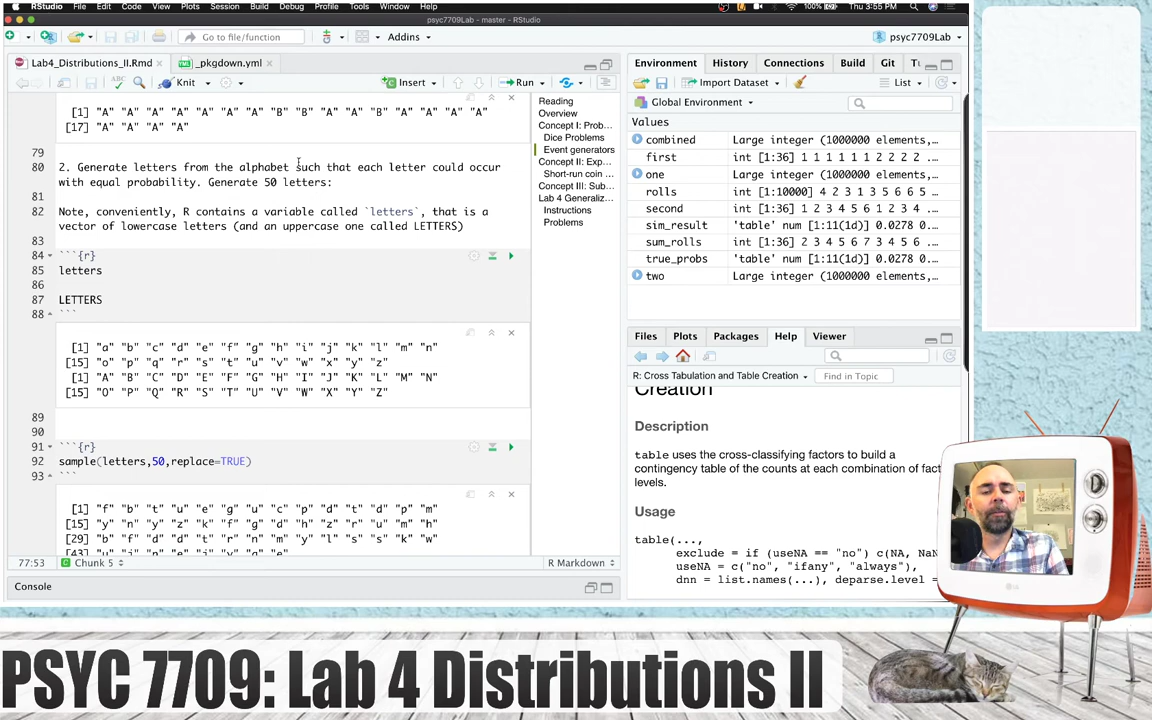 RStudio File Edit Code View Plots Session Build Debug Profile Tools Window Help
100% Thu 3:55 PM
psyc7709Lab - master - RStudio
Go to file/function
Addins
psyc7709Lab
Lab4_Distributions_II.Rmd
_pkgdown.yml
Knit
Insert
Run
[1] "A" "A" "A" "A" "A" "A" "A" "B" "B" "A" "A" "B" "A" "A" "A" "A"
[17] "A" "A" "A" "A"
79
80 2. Generate letters from the alphabet such that each letter could occur
with equal probability. Generate 50 letters:
81
82 Note, conveniently, R contains a variable called `letters`, that is a
vector of lowercase letters (and an uppercase one called LETTERS)
83
84 ```{r}
85 letters
86
87 LETTERS
88 ```
[1] "a" "b" "c" "d" "e" "f" "g" "h" "i" "j" "k" "l" "m" "n"
[15] "o" "p" "q" "r" "s" "t" "u" "v" "w" "x" "y" "z"
[1] "A" "B" "C" "D" "E" "F" "G" "H" "I" "J" "K" "L" "M" "N"
[15] "O" "P" "Q" "R" "S" "T" "U" "V" "W" "X" "Y" "Z"
89
90
91 ```{r}
92 sample(letters,50,replace=TRUE)
93 ```
[1] "f" "b" "t" "u" "e" "g" "u" "c" "p" "d" "t" "d" "p" "m"
[15] "y" "n" "y" "z" "k" "f" "g" "d" "h" "z" "r" "u" "m" "h"
[29] "b" "f" "d" "d" "t" "r" "n" "m" "y" "l" "s" "s" "k" "w"
77:53
Chunk 5
R Markdown
Console
Reading
Overview
Concept I: Prob...
Dice Problems
Event generators
Concept II: Exp...
Short-run coin ...
Concept III: Sub...
Lab 4 Generaliz...
Instructions
Problems
Environment History Connections Build Git
Import Dataset
List
Global Environment
Values
combined Large integer (1000000 elements,…
first int [1:36] 1 1 1 1 1 1 2 2 2 2 …
one Large integer (1000000 elements,…
rolls int [1:10000] 4 2 3 1 3 5 6 6 5…
second int [1:36] 1 2 3 4 5 6 1 2 3 4 …
sim_result 'table' num [1:11(1d)] 0.0278 0.…
sum_rolls int [1:36] 2 3 4 5 6 7 3 4 5 6 …
true_probs 'table' num [1:11(1d)] 0.0278 0.…
two Large integer (1000000 elements,…
Files Plots Packages Help Viewer
R: Cross Tabulation and Table Creation
Find in Topic
Creation
Description
table uses the cross-classifying factors to build a
contingency table of the counts at each combination of fact
levels.
Usage
table(...,
exclude = if (useNA == "no") c(NA, NaN
useNA = c("no", "ifany", "always"),
dnn = list.names(...), deparse.level =
PSYC 7709: Lab 4 Distributions II